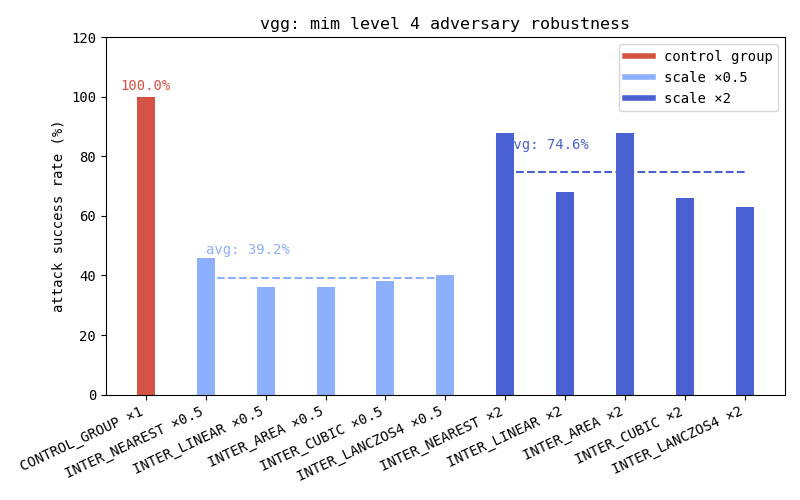 vgg: mim level 4 adversary robustness
attack success rate (%)
120
100
80
60
40
20
0
100.0%
avg: 39.2%
vg: 74.6%
control group
scale ×0.5
scale ×2
CONTROL_GROUP ×1
INTER_NEAREST ×0.5
INTER_LINEAR ×0.5
INTER_AREA ×0.5
INTER_CUBIC ×0.5
INTER_LANCZOS4 ×0.5
INTER_NEAREST ×2
INTER_LINEAR ×2
INTER_AREA ×2
INTER_CUBIC ×2
INTER_LANCZOS4 ×2